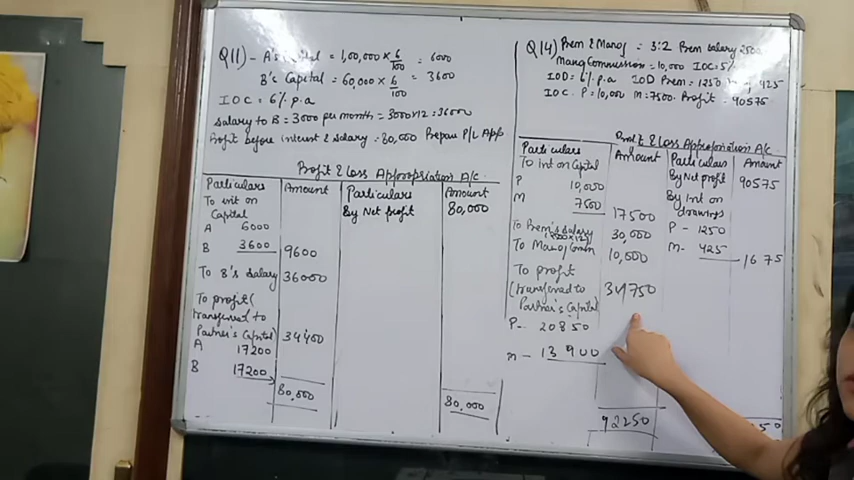 Q11) - A's Capital = 1,00,000 × 6/100 = 6000
B's Capital = 60,000 × 6/100 = 3600
IOC = 6% p.a
Salary to B = 3000 per month = 3000×12 = 36000
Profit before interest & salary = 80,000 Prepare P/L App
Profit & Loss Appropriation A/C
Particulars Amount Particulars Amount
To int on Capital By Net profit 80,000
A 6000
B 3600 9600
To B's salary 36000
To profit (
transferred to
Partner's Capital) 34400
A 17200
B 17200
80,000 80,000
Q14) Prem & Manoj = 3:2 Prem salary 2500
Manoj Commission = 10,000 IOC = 5%
IOD = 6% p.a IOD Prem = 1250 425
IOC P = 10,000 M = 7500 Profit = 90575
Profit & Loss Appropriation A/C
Particulars Amount Particulars Amount
To int on Capital By Net profit 90575
P 10,000 By Int on
M 7500 17500 drawings
To Prem's salary 30,000 P - 1250
2500×12
To Manoj Comm 10,000 M - 425 1675
To profit
(transferred to 34750
Partner's Capital)
P - 20850
M - 13900
92250 50